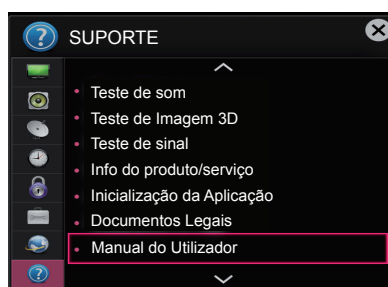 SUPORTE
Teste de som
Teste de Imagem 3D
Teste de sinal
Info do produto/serviço
Inicialização da Aplicação
Documentos Legais
Manual do Utilizador